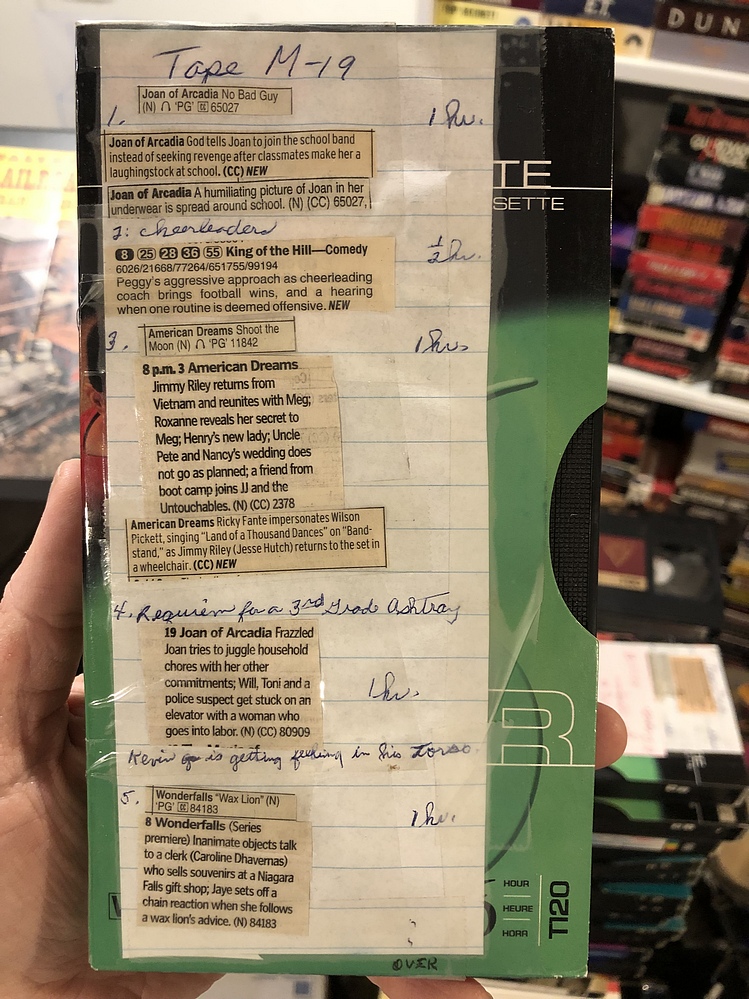 Tape M-19
Joan of Arcadia No Bad Guy
(N) 'PG' CC 65027
1.
1 hr.
Joan of Arcadia God tells Joan to join the school band
instead of seeking revenge after classmates make her a
laughingstock at school. (CC) NEW
Joan of Arcadia A humiliating picture of Joan in her
underwear is spread around school. (N) (CC) 65027,
2: cheerleaders
8 25 28 36 55 King of the Hill—Comedy
6026/21668/77264/651755/99194
Peggy's aggressive approach as cheerleading
coach brings football wins, and a hearing
when one routine is deemed offensive. NEW
1/2 hr.
3.
American Dreams Shoot the
Moon (N) 'PG' 11842
1 hr.
8 p.m. 3 American Dreams
Jimmy Riley returns from
Vietnam and reunites with Meg;
Roxanne reveals her secret to
Meg; Henry's new lady; Uncle
Pete and Nancy's wedding does
not go as planned; a friend from
boot camp joins JJ and the
Untouchables. (N) (CC) 2378
American Dreams Ricky Fante impersonates Wilson
Pickett, singing "Land of a Thousand Dances" on "Band-
stand," as Jimmy Riley (Jesse Hutch) returns to the set in
a wheelchair. (CC) NEW
4. Requiem for a 3rd Grade Ashtray
19 Joan of Arcadia Frazzled
Joan tries to juggle household
chores with her other
commitments; Will, Toni and a
police suspect get stuck on an
elevator with a woman who
goes into labor. (N) (CC) 80909
1 hr.
Kevin is getting feeling in his torso.
5.
Wonderfalls "Wax Lion" (N)
'PG' CC 84183
1 hr.
8 Wonderfalls (Series
premiere) Inanimate objects talk
to a clerk (Caroline Dhavernas)
who sells souvenirs at a Niagara
Falls gift shop; Jaye sets off a
chain reaction when she follows
a wax lion's advice. (N) 84183
OVER
TE
SETTE
R
HOUR
HEURE
HORA
T120
E.T.
DUN